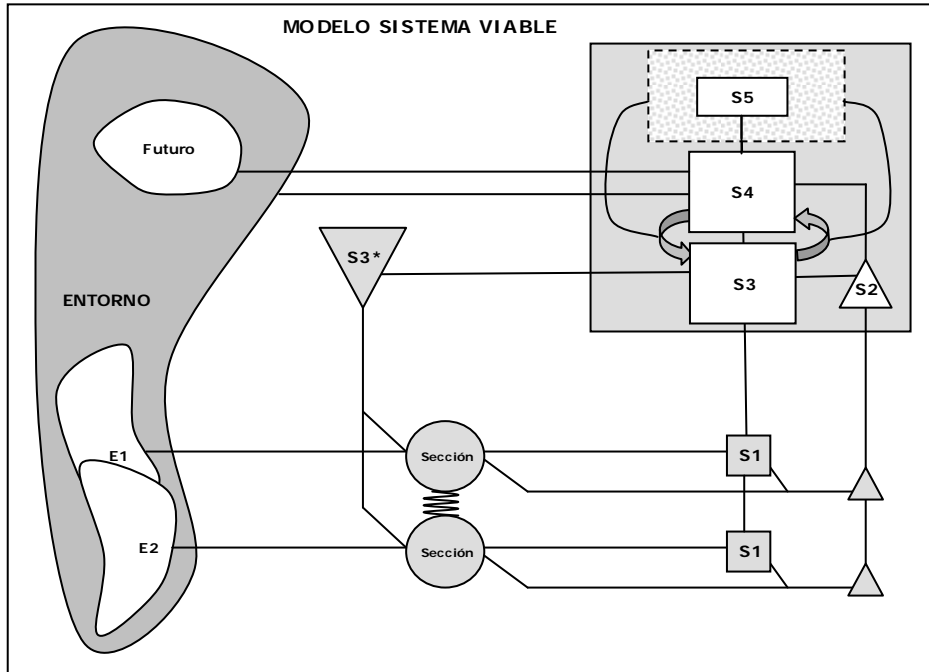 MODELO SISTEMA VIABLE
S5
Futuro
S4
S3*
S3
S2
ENTORNO
E1
Sección
S1
E2
Sección
S1